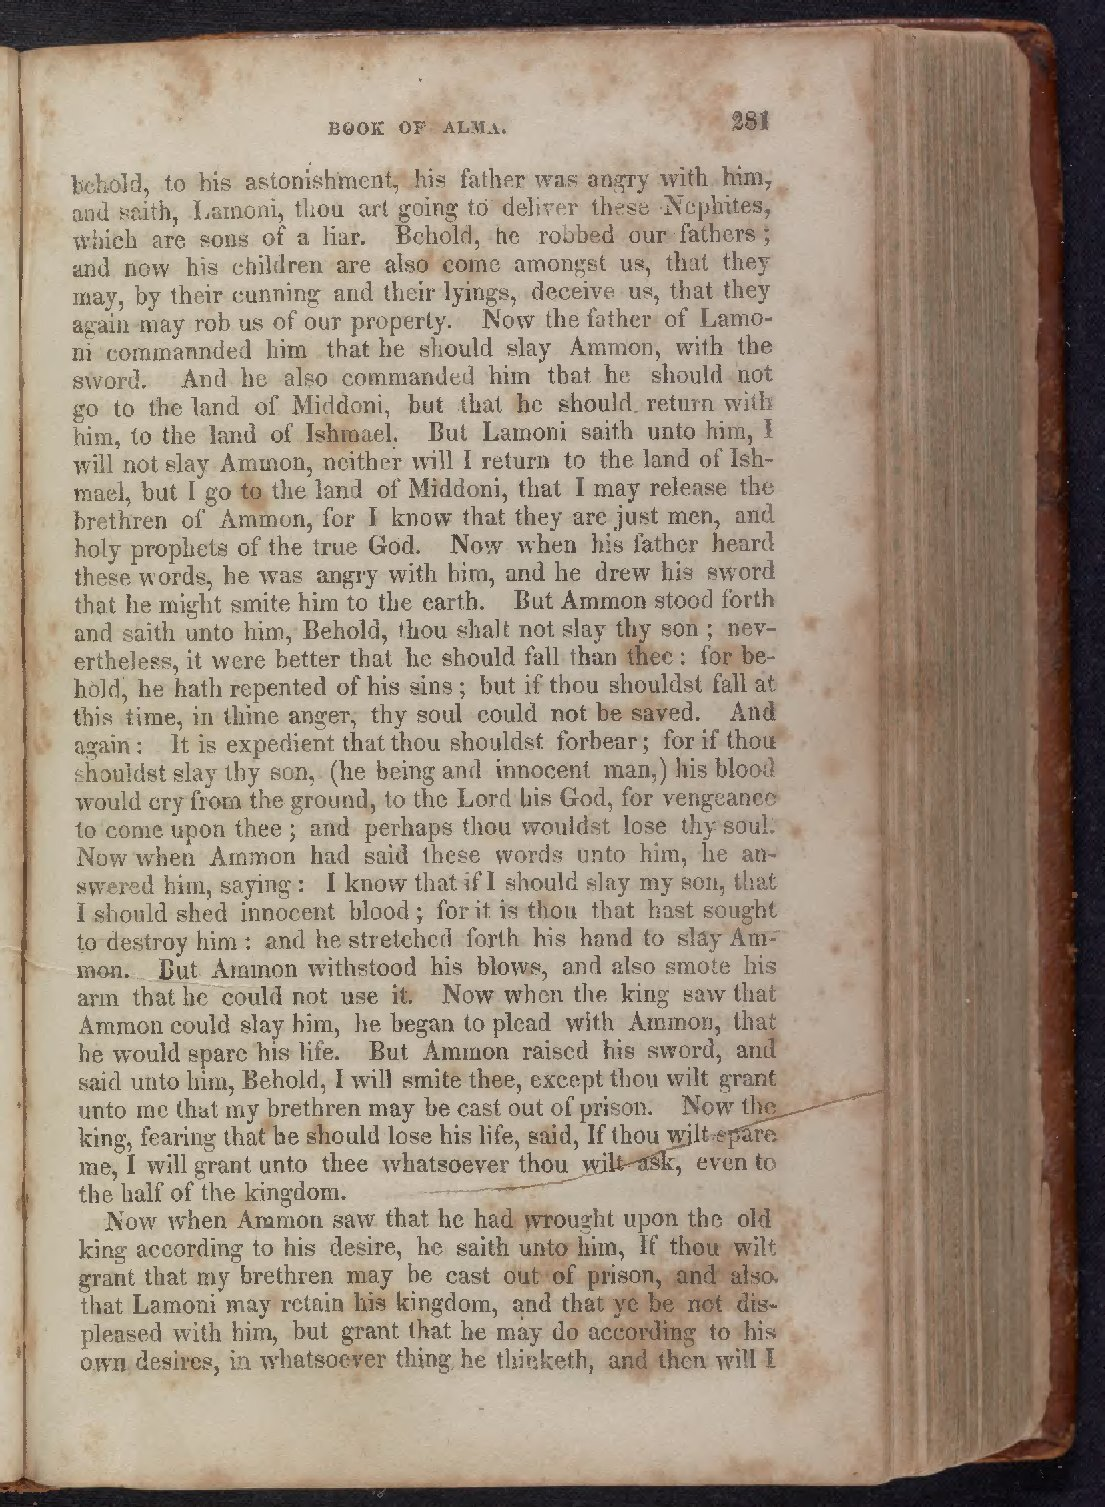 BOOK OF ALMA. 281
behold, to his astonishment, his father was angry with him,
and saith, Lamoni, thou art going to deliver these Nephites,
which are sons of a liar. Behold, he robbed our fathers ;
and now his children are also come amongst us, that they
may, by their cunning and their lyings, deceive us, that they
again may rob us of our property. Now the father of Lamo-
ni commannded him that he should slay Ammon, with the
sword. And he also commanded him that he should not
go to the land of Middoni, but that he should return with
him, to the land of Ishmael. But Lamoni saith unto him, I
will not slay Ammon, neither will I return to the land of Ish-
mael, but I go to the land of Middoni, that I may release the
brethren of Ammon, for I know that they are just men, and
holy prophets of the true God. Now when his father heard
these words, he was angry with him, and he drew his sword
that he might smite him to the earth. But Ammon stood forth
and saith unto him, Behold, thou shalt not slay thy son ; nev-
ertheless, it were better that he should fall than thee : for be-
hold, he hath repented of his sins ; but if thou shouldst fall at
this time, in thine anger, thy soul could not be saved. And
again : It is expedient that thou shouldst forbear ; for if thou
shouldst slay thy son, (he being and innocent man,) his blood
would cry from the ground, to the Lord his God, for vengeance
to come upon thee ; and perhaps thou wouldst lose thy soul.
Now when Ammon had said these words unto him, he an-
swered him, saying : I know that if I should slay my son, that
I should shed innocent blood ; for it is thou that hast sought
to destroy him : and he stretched forth his hand to slay Am-
mon. But Ammon withstood his blows, and also smote his
arm that he could not use it. Now when the king saw that
Ammon could slay him, he began to plead with Ammon, that
he would spare his life. But Ammon raised his sword, and
said unto him, Behold, I will smite thee, except thou wilt grant
unto me that my brethren may be cast out of prison. Now the
king, fearing that he should lose his life, said, If thou wilt spare
me, I will grant unto thee whatsoever thou wilt ask, even to
the half of the kingdom.
Now when Ammon saw that he had wrought upon the old
king according to his desire, he saith unto him, If thou wilt
grant that my brethren may be cast out of prison, and also
that Lamoni may retain his kingdom, and that ye be not dis-
pleased with him, but grant that he may do according to his
own desires, in whatsoever thing he thinketh, and then will I